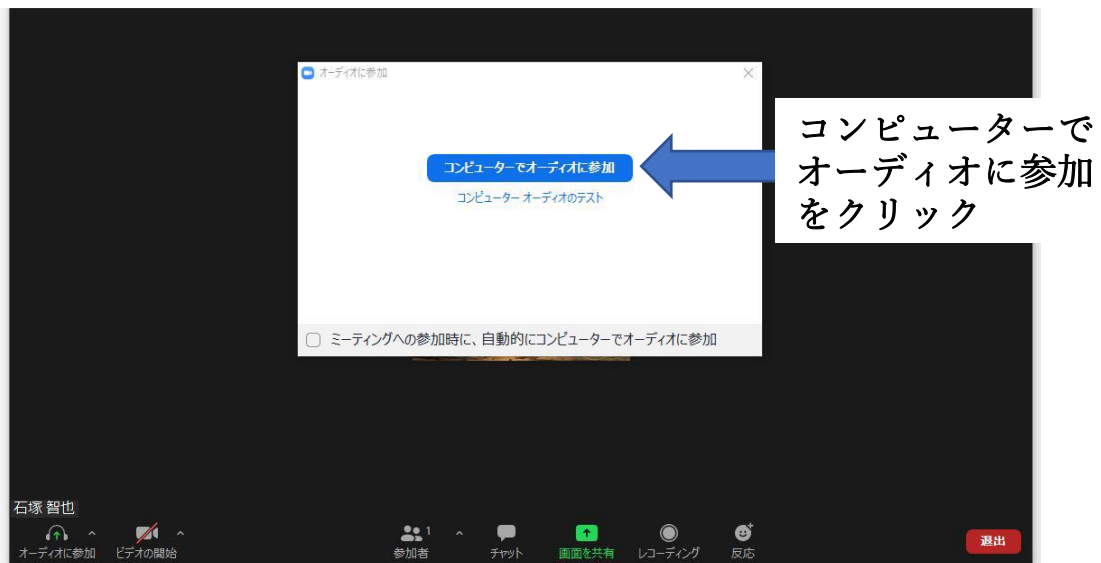 オーディオに参加
コンピューターでオーディオに参加
コンピューター オーディオのテスト
ミーティングへの参加時に、自動的にコンピューターでオーディオに参加
コンピューターで
オーディオに参加
をクリック
石塚 智也
オーディオに参加
ビデオの開始
1
参加者
チャット
画面を共有
レコーディング
反応
退出